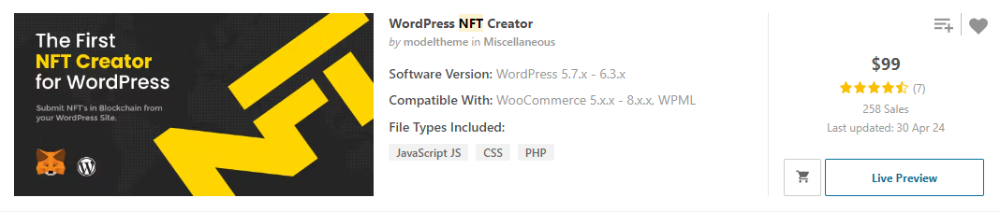 The First
NFT Creator
for WordPress
Submit NFT's in Blockchain from
your WordPress Site.
WordPress NFT Creator
by modeltheme in Miscellaneous
Software Version: WordPress 5.7.x - 6.3.x
Compatible With: WooCommerce 5.x.x - 8.x.x, WPML
File Types Included:
JavaScript JS CSS PHP
$99
(7)
258 Sales
Last updated: 30 Apr 24
Live Preview